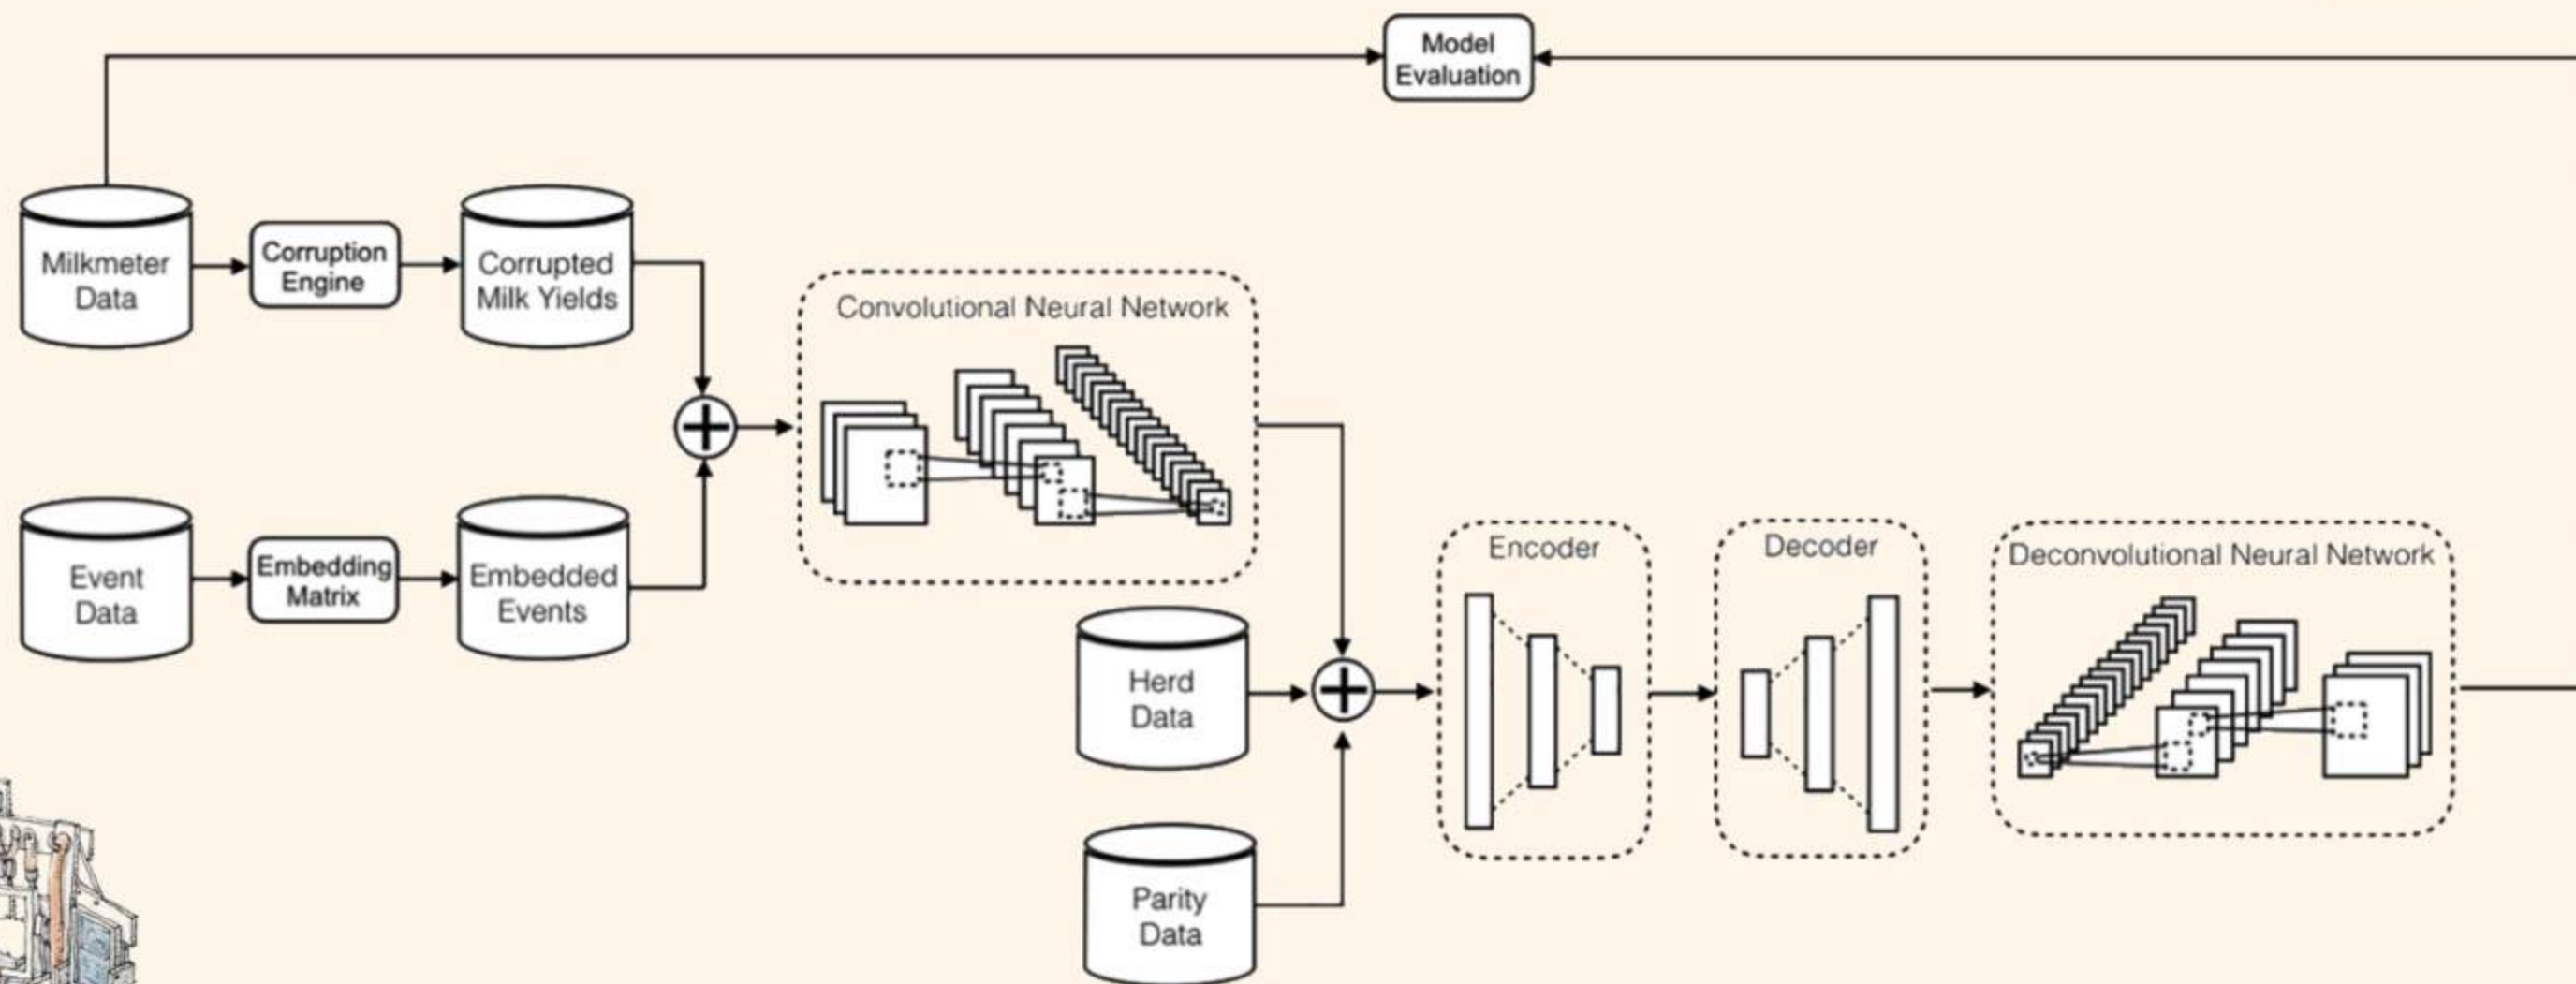 Model
Evaluation
Milkmeter
Data
Corruption
Engine
Corrupted
Milk Yields
Convolutional Neural Network
Event
Data
Embedding
Matrix
Embedded
Events
Herd
Data
Parity
Data
Encoder
Decoder
Deconvolutional Neural Network